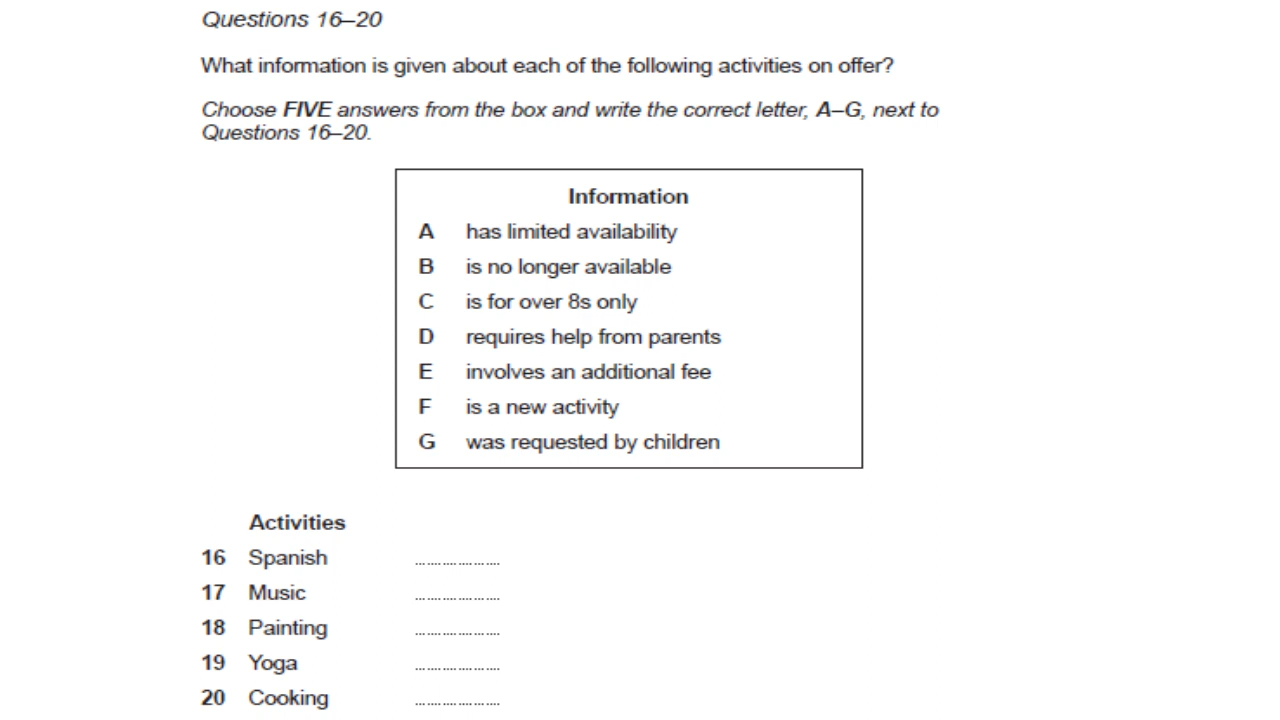 Questions 16–20
What information is given about each of the following activities on offer?
Choose FIVE answers from the box and write the correct letter, A–G, next to
Questions 16–20.
Information
A has limited availability
B is no longer available
C is for over 8s only
D requires help from parents
E involves an additional fee
F is a new activity
G was requested by children
Activities
16 Spanish ....................
17 Music ....................
18 Painting ....................
19 Yoga ....................
20 Cooking ....................